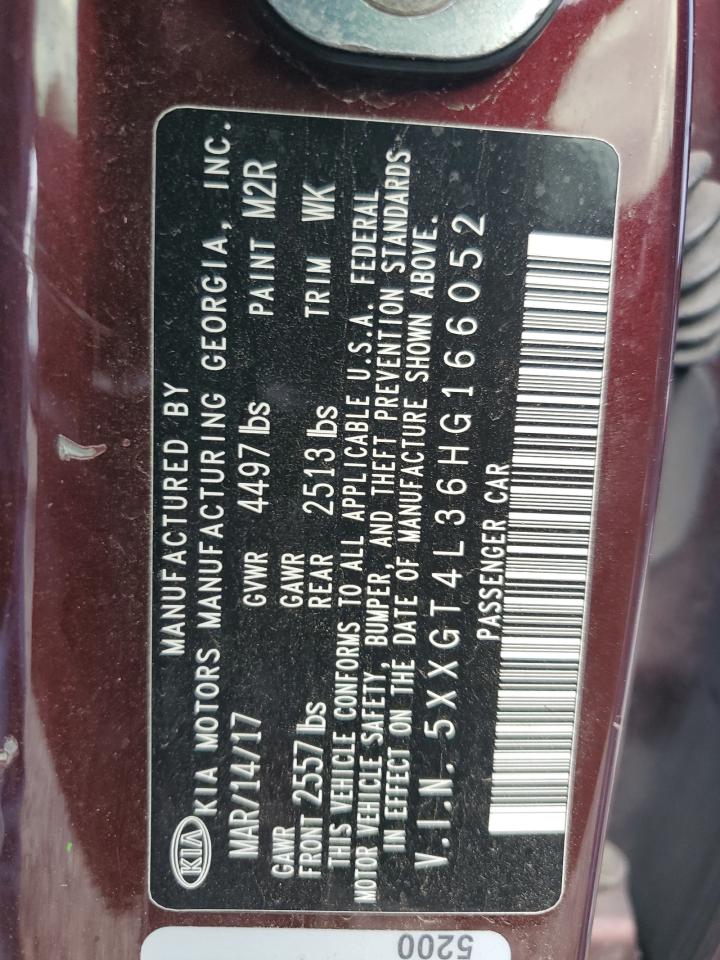 MANUFACTURED BY
KIA KIA MOTORS MANUFACTURING GEORGIA, INC.
MAR/14/17 GVWR 4497 lbs PAINT M2R
GAWR FRONT 2557 lbs GAWR REAR 2513 lbs TRIM WK
THIS VEHICLE CONFORMS TO ALL APPLICABLE U.S.A. FEDERAL
MOTOR VEHICLE SAFETY, BUMPER, AND THEFT PREVENTION STANDARDS
IN EFFECT ON THE DATE OF MANUFACTURE SHOWN ABOVE.
V.I.N. 5XXGT4L36HG166052
PASSENGER CAR
5200